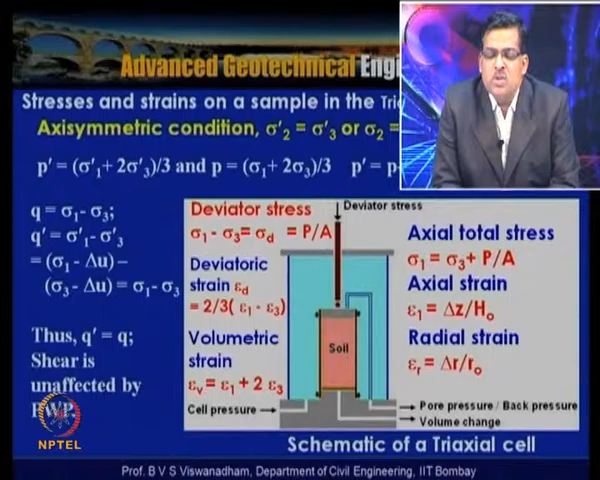 Advanced Geotechnical
Stresses and strains on a sample in the
Axisymmetric condition, σ'₂ = σ'₃ or σ₂ =
p' = (σ'₁+ 2σ'₃)/3 and p = (σ₁+ 2σ₃)/3 p' = p-
q = σ₁- σ₃;
q' = σ'₁- σ'₃
= (σ₁ - Δu) –
(σ₃ - Δu) = σ₁- σ₃
Thus, q' = q;
Shear is
unaffected by
PWP.
NPTEL
Deviator stress
σ₁ - σ₃= σd = P/A
Deviatoric
strain εd
= 2/3( ε₁ - ε₃)
Volumetric
strain
εv = ε₁ + 2 ε₃
Cell pressure
Deviator stress
Soil
Axial total stress
σ₁ = σ₃+ P/A
Axial strain
ε₁ = Δz/Hₒ
Radial strain
εr = Δr/rₒ
Pore pressure / Back pressure
Volume change
Schematic of a Triaxial cell
Prof. B V S Viswanadham, Department of Civil Engineering, IIT Bombay